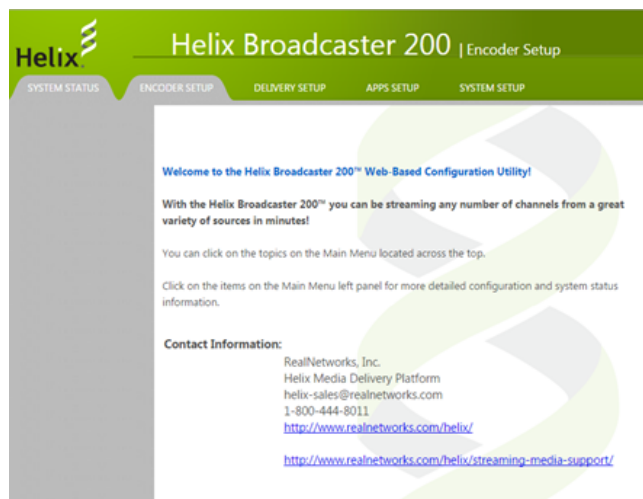 Helix
Helix Broadcaster 200 | Encoder Setup
SYSTEM STATUS ENCODER SETUP DELIVERY SETUP APPS SETUP SYSTEM SETUP
Welcome to the Helix Broadcaster 200™ Web-Based Configuration Utility!
With the Helix Broadcaster 200™ you can be streaming any number of channels from a great
variety of sources in minutes!
You can click on the topics on the Main Menu located across the top.
Click on the items on the Main Menu left panel for more detailed configuration and system status
information.
Contact Information:
RealNetworks, Inc.
Helix Media Delivery Platform
helix-sales@realnetworks.com
1-800-444-8011
http://www.realnetworks.com/helix/
http://www.realnetworks.com/helix/streaming-media-support/